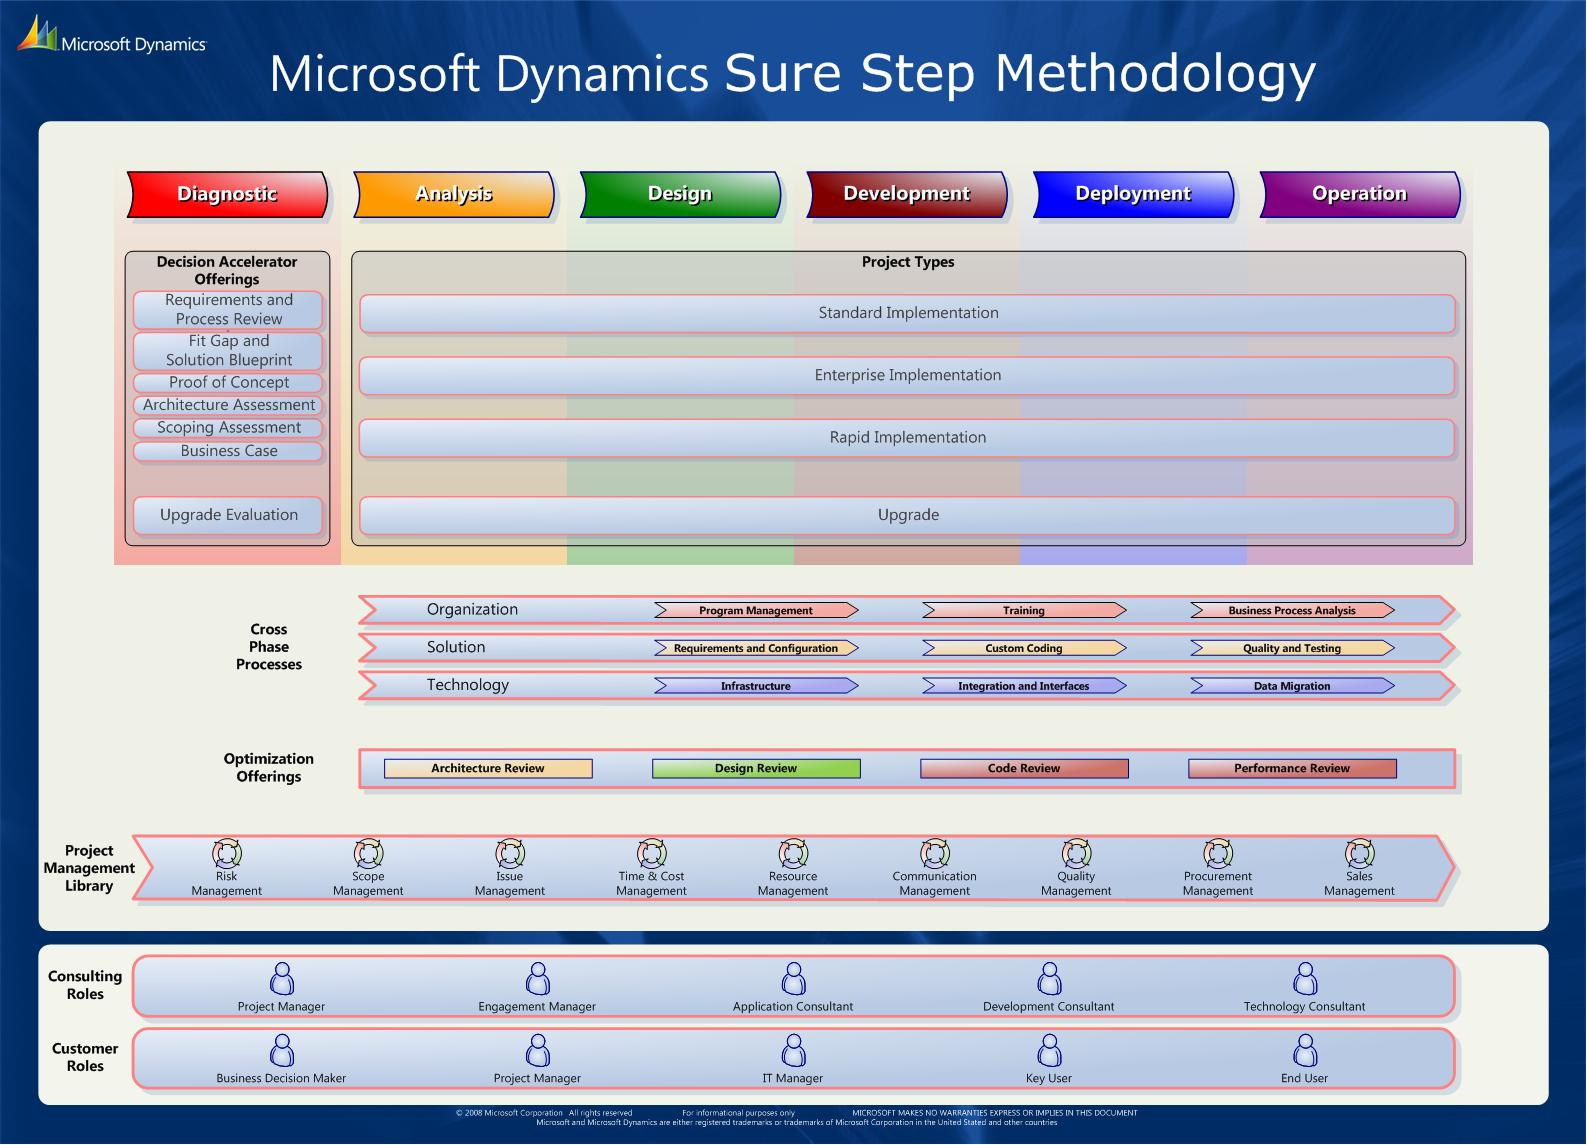 Microsoft Dynamics
Microsoft Dynamics Sure Step Methodology
Diagnostic
Analysis
Design
Development
Deployment
Operation
Decision Accelerator
Offerings
Requirements and
Process Review
Fit Gap and
Solution Blueprint
Proof of Concept
Architecture Assessment
Scoping Assessment
Business Case
Upgrade Evaluation
Project Types
Standard Implementation
Enterprise Implementation
Rapid Implementation
Upgrade
Cross
Phase
Processes
Organization
Program Management
Training
Business Process Analysis
Solution
Requirements and Configuration
Custom Coding
Quality and Testing
Technology
Infrastructure
Integration and Interfaces
Data Migration
Optimization
Offerings
Architecture Review
Design Review
Code Review
Performance Review
Project
Management
Library
Risk
Management
Scope
Management
Issue
Management
Time & Cost
Management
Resource
Management
Communication
Management
Quality
Management
Procurement
Management
Sales
Management
Consulting
Roles
Project Manager
Engagement Manager
Application Consultant
Development Consultant
Technology Consultant
Customer
Roles
Business Decision Maker
Project Manager
IT Manager
Key User
End User
© 2008 Microsoft Corporation All rights reserved For informational purposes only MICROSOFT MAKES NO WARRANTIES EXPRESS OR IMPLIES IN THIS DOCUMENT
Microsoft and Microsoft Dynamics are either registered trademarks or trademarks of Microsoft Corporation in the United Stated and other countries